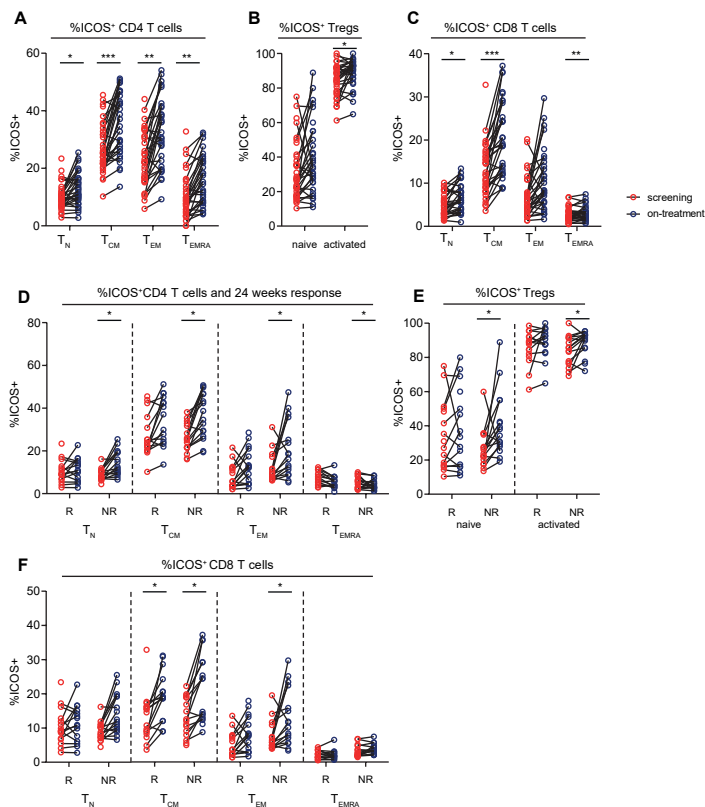 A
%ICOS⁺ CD4 T cells
* *** ** **
%ICOS+
60
40
20
0
T_N T_CM T_EM T_EMRA
B
%ICOS⁺ Tregs
*
100
80
60
40
20
0
naive activated
C
%ICOS⁺ CD8 T cells
* *** **
%ICOS+
40
30
20
10
0
T_N T_CM T_EM T_EMRA
screening
on-treatment
D
%ICOS⁺CD4 T cells and 24 weeks response
* * * *
%ICOS+
80
60
40
20
0
R NR R NR R NR R NR
T_N T_CM T_EM T_EMRA
E
%ICOS⁺ Tregs
* *
%ICOS+
100
80
60
40
20
0
R NR R NR
naive activated
F
%ICOS⁺ CD8 T cells
* * *
%ICOS+
50
40
30
20
10
0
R NR R NR R NR R NR
T_N T_CM T_EM T_EMRA